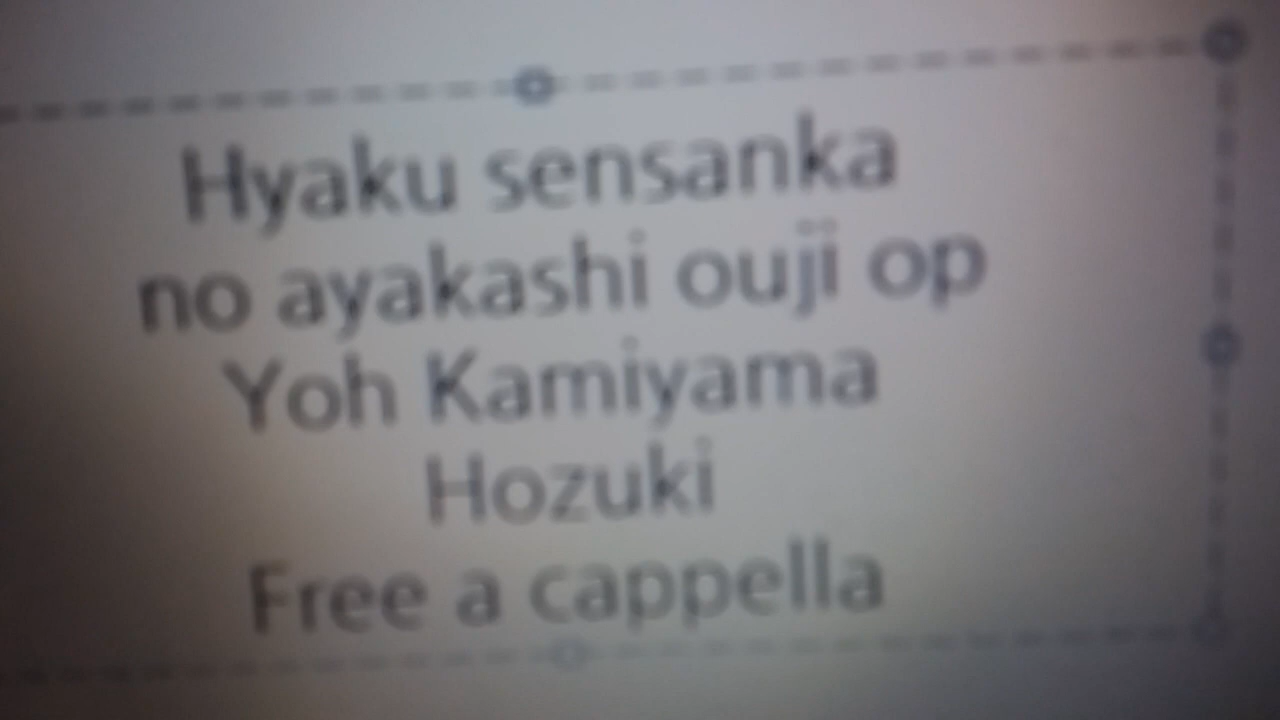 Hyaku sensanka
no ayakashi ouji op
Yoh Kamiyama
Hozuki
Free a cappella